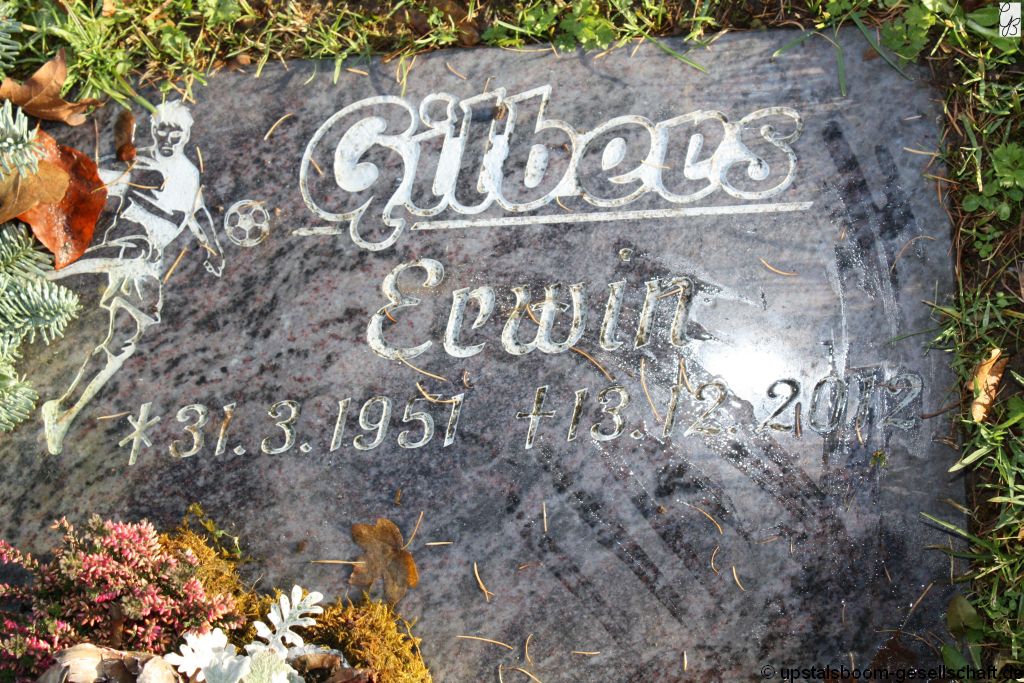 Gilbers
Erwin
* 31.3.1951 † 13.12.2012
© upstalsboom-gesellschaft.de